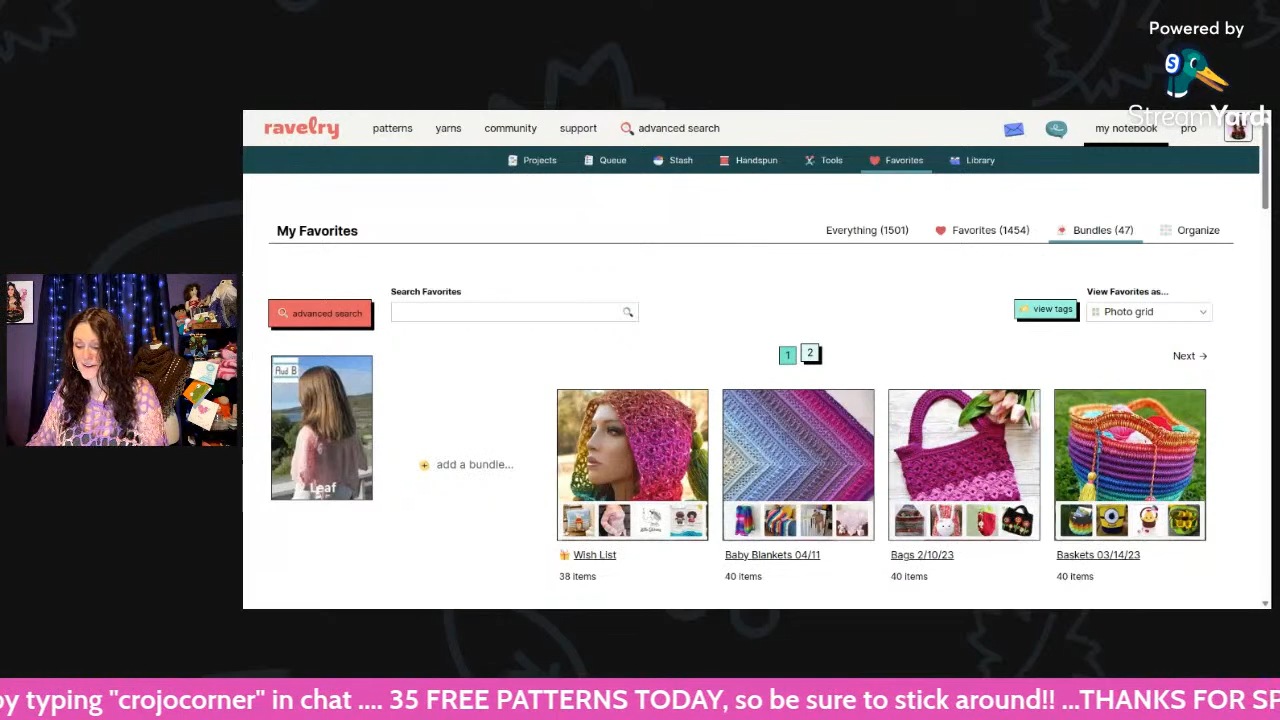 Powered by
StreamYard
ravelry
patterns
yarns
community
support
advanced search
my notebook
pro
Projects
Queue
Stash
Handspun
Tools
Favorites
Library
My Favorites
Everything (1501)
Favorites (1454)
Bundles (47)
Organize
Search Favorites
View Favorites as...
advanced search
view tags
Photo grid
1
2
Next →
Aud B
Leaf
add a bundle...
Wish List
Baby Blankets 04/11
Bags 2/10/23
Baskets 03/14/23
38 items
40 items
40 items
40 items
by typing "crojocorner" in chat .... 35 FREE PATTERNS TODAY, so be sure to stick around!! ...THANKS FOR SP